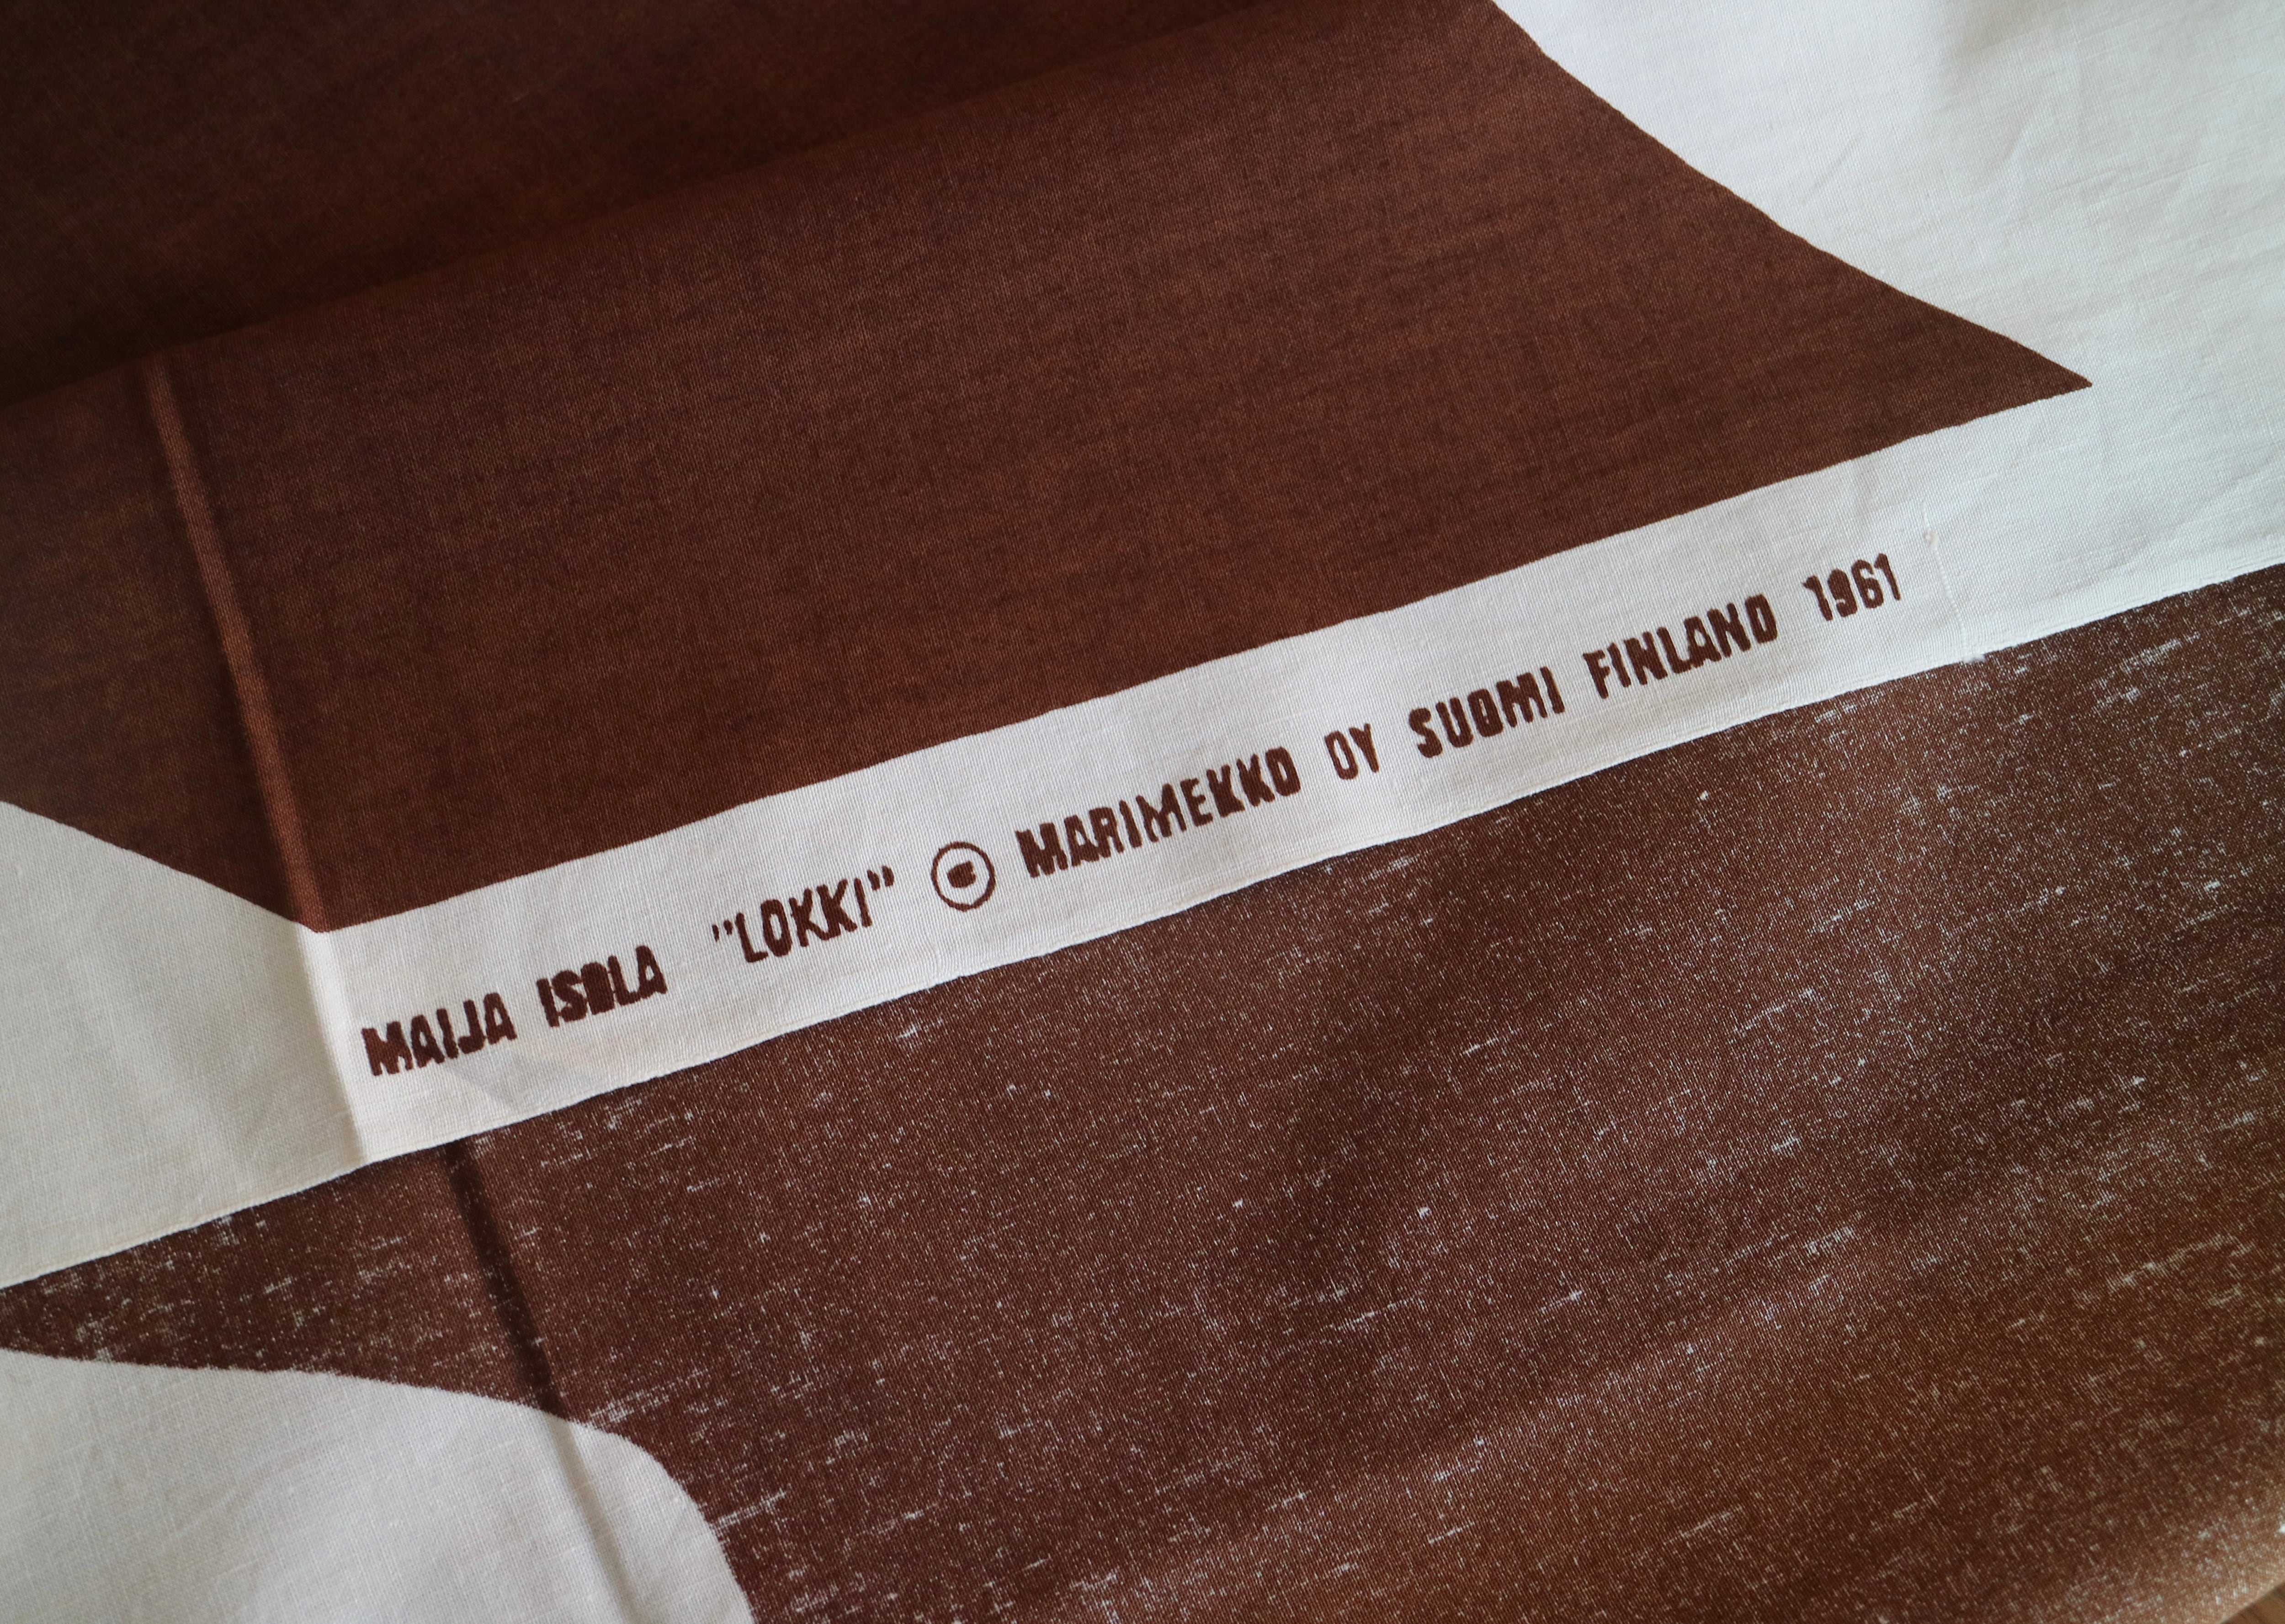 MAIJA ISOLA "LOKKI" © MARIMEKKO OY SUOMI FINLAND 1961